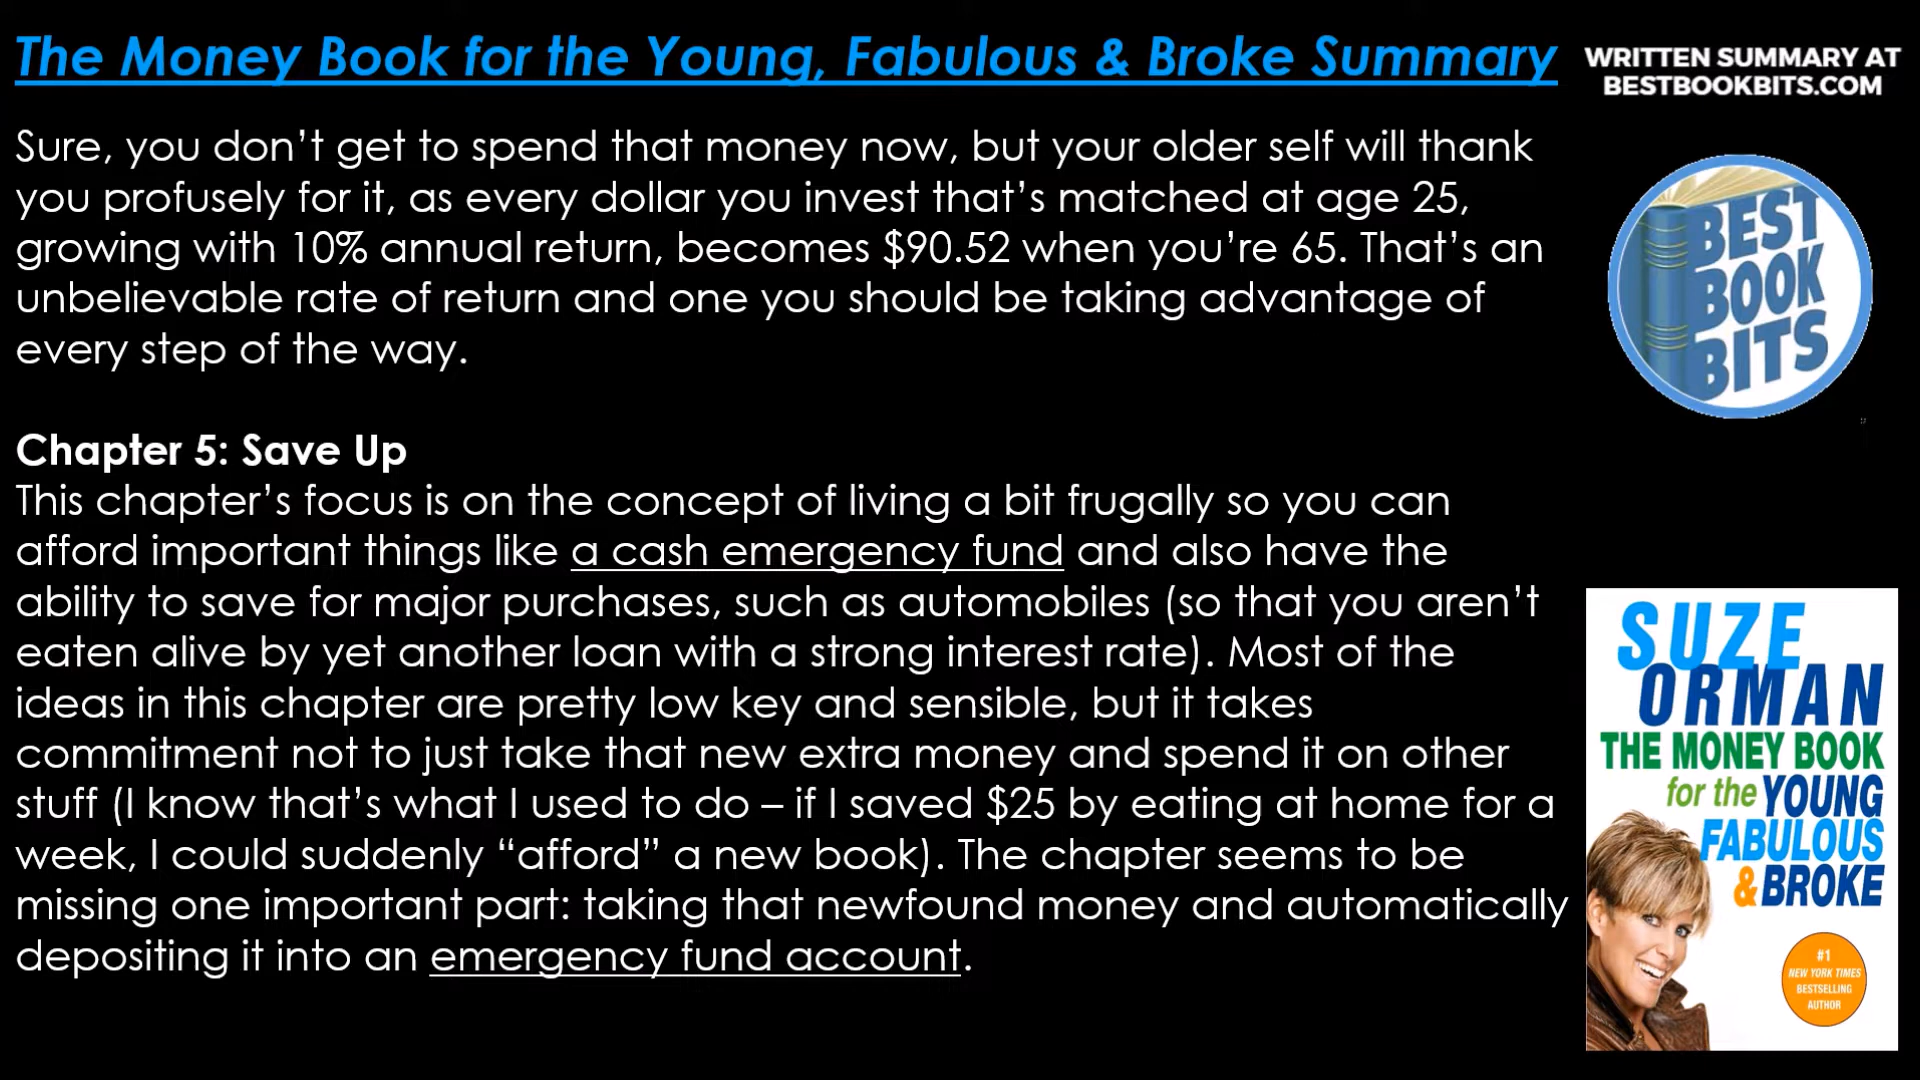 The Money Book for the Young, Fabulous & Broke Summary
WRITTEN SUMMARY AT
BESTBOOKBITS.COM
Sure, you don’t get to spend that money now, but your older self will thank
you profusely for it, as every dollar you invest that’s matched at age 25,
growing with 10% annual return, becomes $90.52 when you’re 65. That’s an
unbelievable rate of return and one you should be taking advantage of
every step of the way.
Chapter 5: Save Up
This chapter’s focus is on the concept of living a bit frugally so you can
afford important things like a cash emergency fund and also have the
ability to save for major purchases, such as automobiles (so that you aren’t
eaten alive by yet another loan with a strong interest rate). Most of the
ideas in this chapter are pretty low key and sensible, but it takes
commitment not to just take that new extra money and spend it on other
stuff (I know that’s what I used to do – if I saved $25 by eating at home for a
week, I could suddenly “afford” a new book). The chapter seems to be
missing one important part: taking that newfound money and automatically
depositing it into an emergency fund account.
BEST
BOOK
BITS
SUZE
ORMAN
THE MONEY BOOK
for the YOUNG
FABULOUS
& BROKE
#1
NEW YORK TIMES
BESTSELLING
AUTHOR